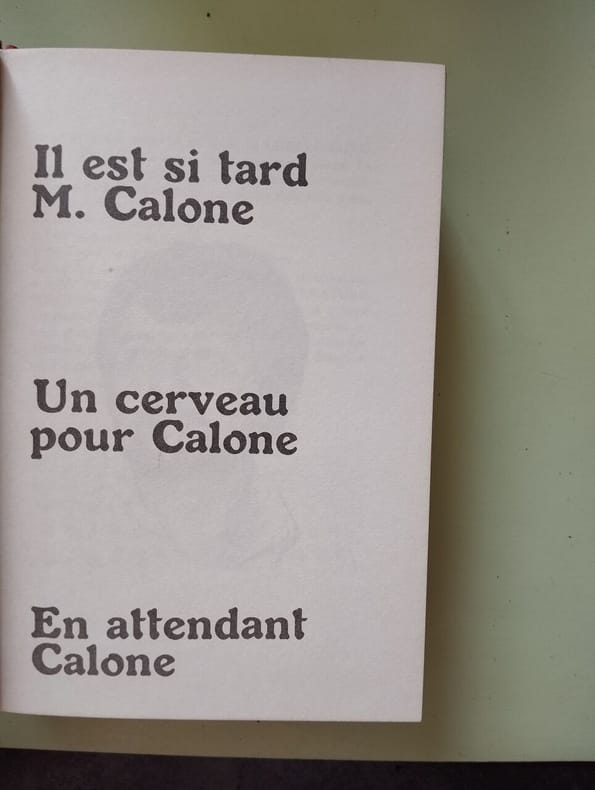 Il est si tard
M. Calone
Un cerveau
pour Calone
En attendant
Calone